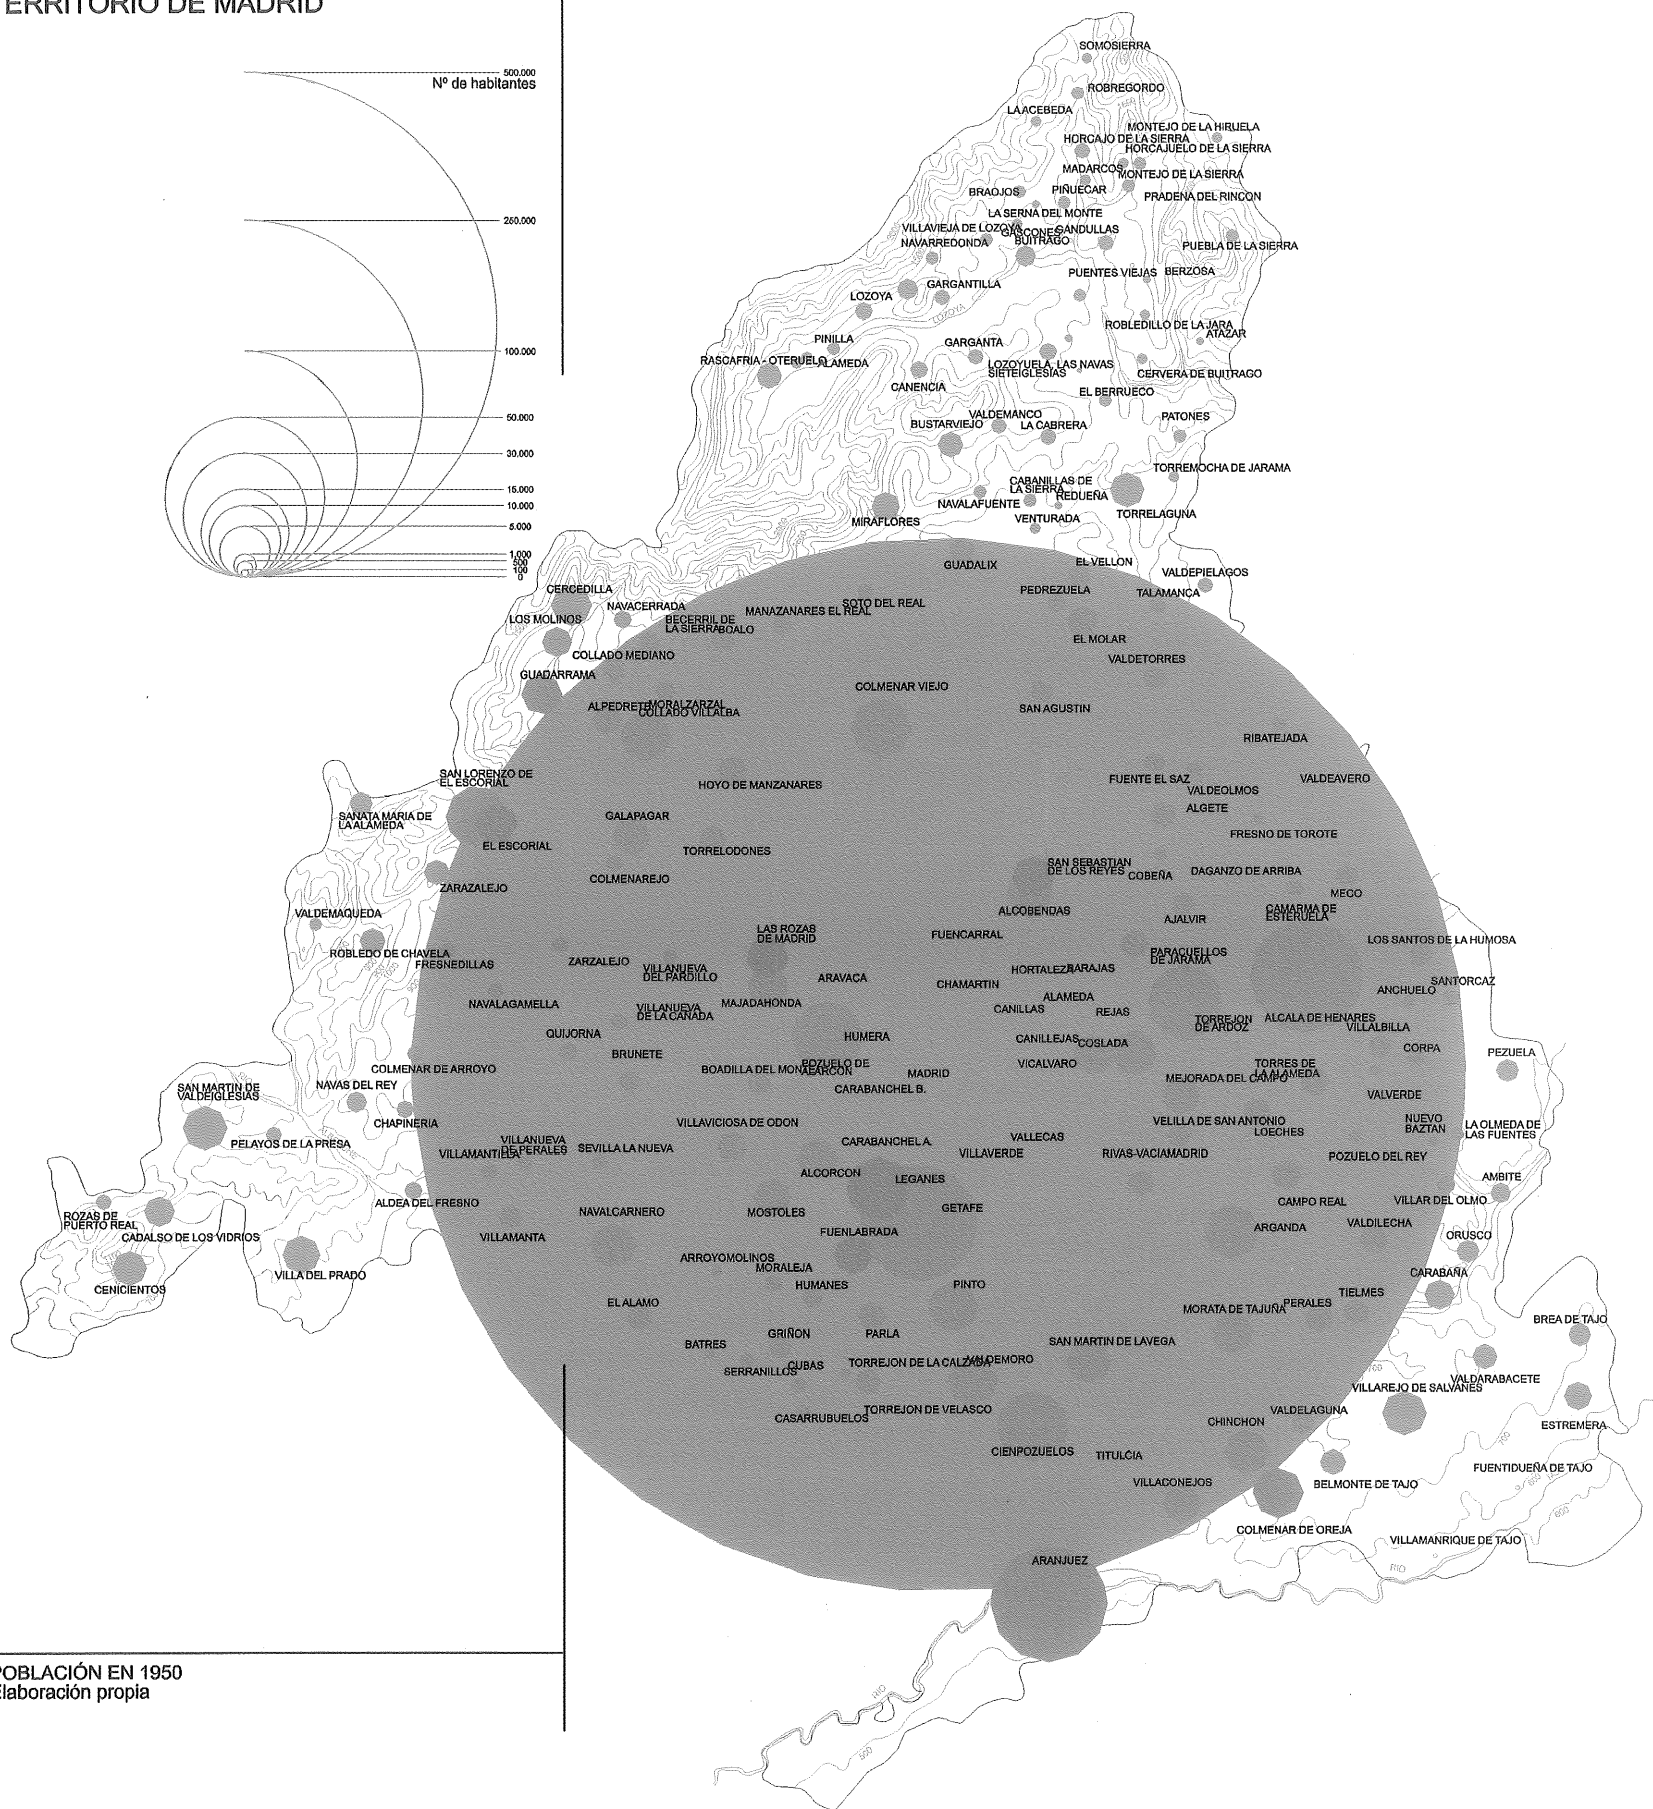 TERRITORIO DE MADRID
500.000
Nº de habitantes
250.000
100.000
50.000
30.000
15.000
10.000
5.000
1.000
500
100
0
SOMOSIERRA
ROBREGORDO
LA ACEBEDA
MONTEJO DE LA HIRUELA
HORCAJO DE LA SIERRA
HORCAJUELO DE LA SIERRA
MADARCOS
MONTEJO DE LA SIERRA
BRAOJOS
PIÑUECAR
PRADENA DEL RINCON
LA SERNA DEL MONTE
VILLAVIEJA DE LOZOYA
GASCONES
GANDULLAS
NAVARREDONDA
BUITRAGO
PUEBLA DE LA SIERRA
PUENTES VIEJAS
BERZOSA
GARGANTILLA
LOZOYA
LOZOYA
ROBLEDILLO DE LA JARA
ATAZAR
PINILLA
GARGANTA
RASCAFRIA - OTERUELO
ALAMEDA
LOZOYUELA, LAS NAVAS
SIETEIGLESIAS
CERVERA DE BUITRAGO
CANENCIA
EL BERRUECO
VALDEMANCO
PATONES
BUSTARVIEJO
LA CABRERA
TORREMOCHA DE JARAMA
CABANILLAS DE
LA SIERRA
REDUEÑA
NAVALAFUENTE
TORRELAGUNA
MIRAFLORES
VENTURADA
GUADALIX
EL VELLON
VALDEPIELAGOS
CERCEDILLA
PEDREZUELA
TALAMANCA
NAVACERRADA
SOTO DEL REAL
MANAZANARES EL REAL
LOS MOLINOS
BECERRIL DE
LA SIERRA
BOALO
EL MOLAR
COLLADO MEDIANO
VALDETORRES
GUADARRAMA
COLMENAR VIEJO
ALPEDRETE
MORALZARZAL
COLLADO VILLALBA
SAN AGUSTIN
RIBATEJADA
SAN LORENZO DE
EL ESCORIAL
HOYO DE MANZANARES
FUENTE EL SAZ
VALDEAVERO
VALDEOLMOS
SANATA MARIA DE
LA ALAMEDA
GALAPAGAR
ALGETE
FRESNO DE TOROTE
EL ESCORIAL
TORRELODONES
SAN SEBASTIAN
DE LOS REYES
COBEÑA
DAGANZO DE ARRIBA
ZARAZALEJO
COLMENAREJO
MECO
VALDEMAQUEDA
ALCOBENDAS
AJALVIR
CAMARMA DE
ESTERUELA
LAS ROZAS
DE MADRID
FUENCARRAL
LOS SANTOS DE LA HUMOSA
ROBLEDO DE CHAVELA
FRESNEDILLAS
ZARZALEJO
VILLANUEVA
DEL PARDILLO
ARAVACA
HORTALEZA
BARAJAS
PARACUELLOS
DE JARAMA
CHAMARTIN
SANTORCAZ
ANCHUELO
NAVALAGAMELLA
VILLANUEVA
DE LA CAÑADA
MAJADAHONDA
ALAMEDA
CANILLAS
REJAS
TORREJON
DE ARDOZ
ALCALA DE HENARES
VILLALBILLA
QUIJORNA
HUMERA
CANILLEJAS
COSLADA
CORPA
BRUNETE
PEZUELA
COLMENAR DE ARROYO
BOADILLA DEL MONTE
POZUELO DE
ALARCON
MADRID
VICALVARO
TORRES DE
LA ALAMEDA
MEJORADA DEL CAMPO
SAN MARTIN DE
VALDEIGLESIAS
NAVAS DEL REY
CARABANCHEL B.
VALVERDE
CHAPINERIA
VILLAVICIOSA DE ODON
VELILLA DE SAN ANTONIO
LOECHES
NUEVO
BAZTAN
LA OLMEDA DE
LAS FUENTES
PELAYOS DE LA PRESA
VILLANUEVA
DE PERALES
SEVILLA LA NUEVA
CARABANCHEL A.
VALLECAS
VILLAMANTILLA
VILLAVERDE
RIVAS-VACIAMADRID
POZUELO DEL REY
ALCORCON
LEGANES
AMBITE
ALDEA DEL FRESNO
CAMPO REAL
VILLAR DEL OLMO
ROZAS DE
PUERTO REAL
NAVALCARNERO
MOSTOLES
GETAFE
CADALSO DE LOS VIDRIOS
VILLAMANTA
FUENLABRADA
ARGANDA
VALDILECHA
ORUSCO
ARROYOMOLINOS
MORALEJA
VILLA DEL PRADO
CARABAÑA
CENICIENTOS
HUMANES
PINTO
TIELMES
EL ALAMO
MORATA DE TAJUÑA
PERALES
BREA DE TAJO
GRIÑON
PARLA
BATRES
SAN MARTIN DE LAVEGA
SERRANILLOS
CUBAS
TORREJON DE LA CALZADA
VALDEMORO
VALDARABACETE
VILLAREJO DE SALVANES
CASARRUBUELOS
TORREJON DE VELASCO
VALDELAGUNA
CHINCHON
ESTREMERA
CIENPOZUELOS
TITULCIA
FUENTIDUEÑA DE TAJO
VILLACONEJOS
BELMONTE DE TAJO
COLMENAR DE OREJA
VILLAMANRIQUE DE TAJO
ARANJUEZ
RIO
RIO
700
700
600
600
POBLACIÓN EN 1950
Elaboración propia